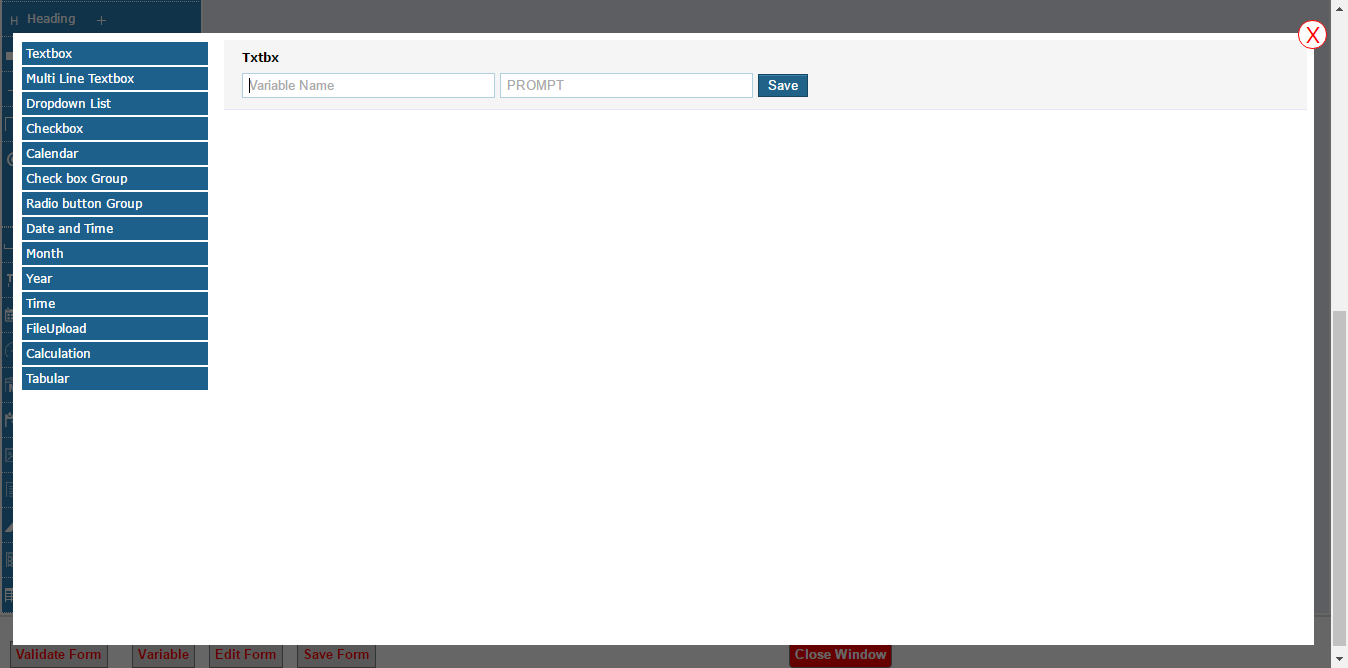 H Heading +
X
Textbox
Multi Line Textbox
Dropdown List
Checkbox
Calendar
Check box Group
Radio button Group
Date and Time
Month
Year
Time
FileUpload
Calculation
Tabular
Txtbx
Variable Name PROMPT Save
Validate Form Variable Edit Form Save Form Close Window